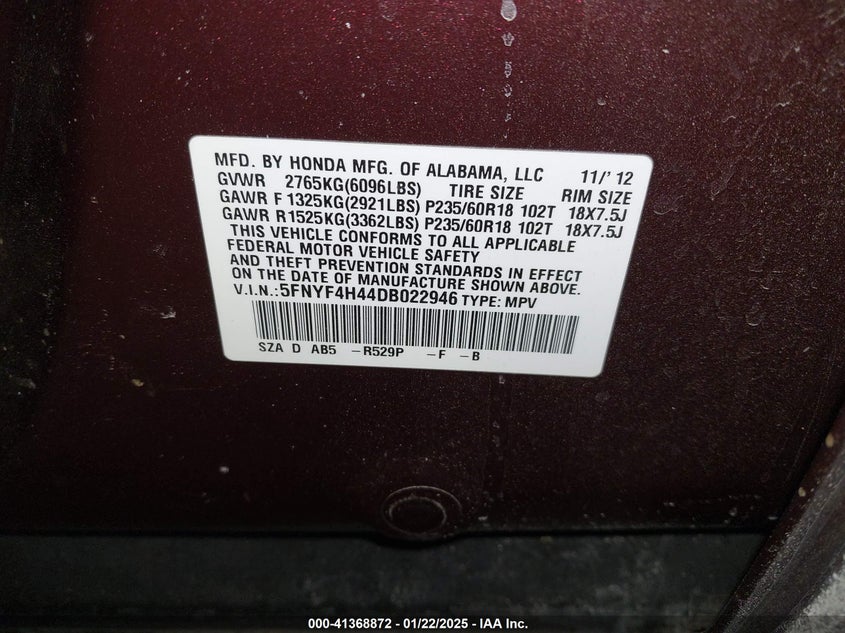 MFD. BY HONDA MFG. OF ALABAMA, LLC 11/' 12
GVWR 2765KG(6096LBS) TIRE SIZE RIM SIZE
GAWR F 1325KG(2921LBS) P235/60R18 102T 18X7.5J
GAWR R1525KG(3362LBS) P235/60R18 102T 18X7.5J
THIS VEHICLE CONFORMS TO ALL APPLICABLE
FEDERAL MOTOR VEHICLE SAFETY
AND THEFT PREVENTION STANDARDS IN EFFECT
ON THE DATE OF MANUFACTURE SHOWN ABOVE.
V.I.N.:5FNYF4H44DB022946 TYPE: MPV
SZA D AB5 -R529P -F -B
000-41368872 - 01/22/2025 - IAA Inc.